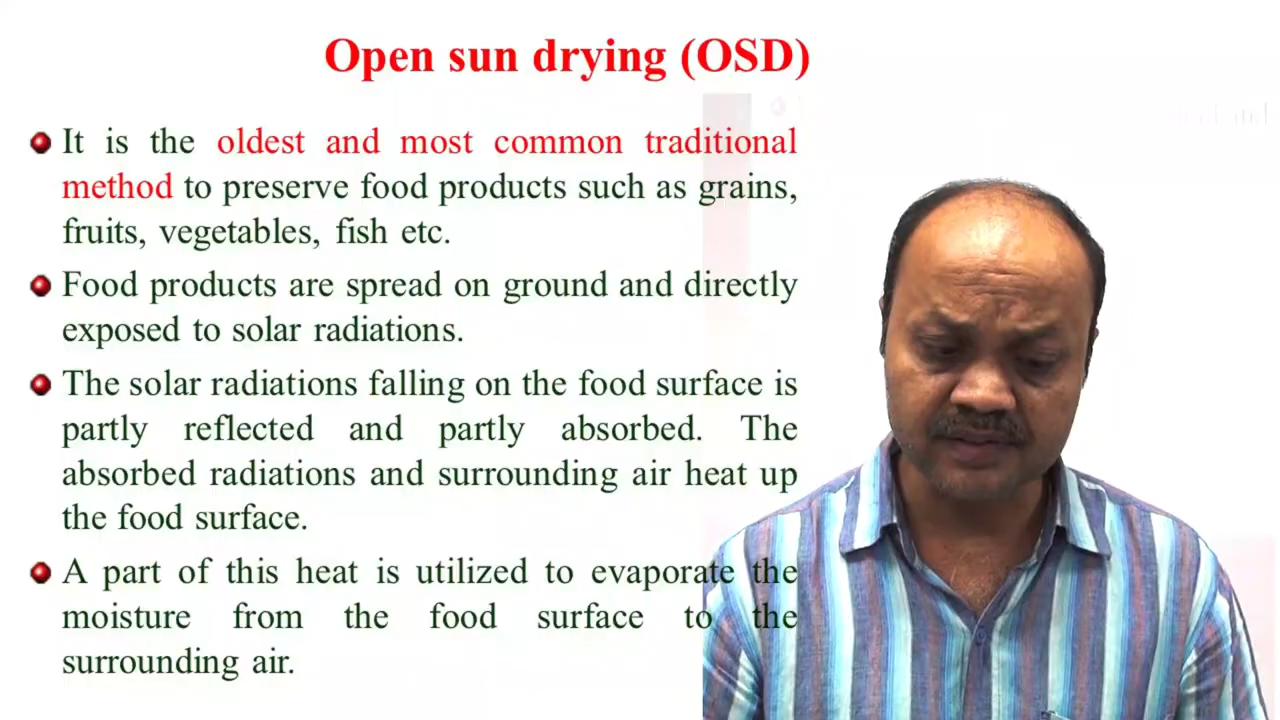 Open sun drying (OSD)
It is the oldest and most common traditional
method to preserve food products such as grains,
fruits, vegetables, fish etc.
Food products are spread on ground and directly
exposed to solar radiations.
The solar radiations falling on the food surface is
partly reflected and partly absorbed. The
absorbed radiations and surrounding air heat up
the food surface.
A part of this heat is utilized to evaporate the
moisture from the food surface to the
surrounding air.